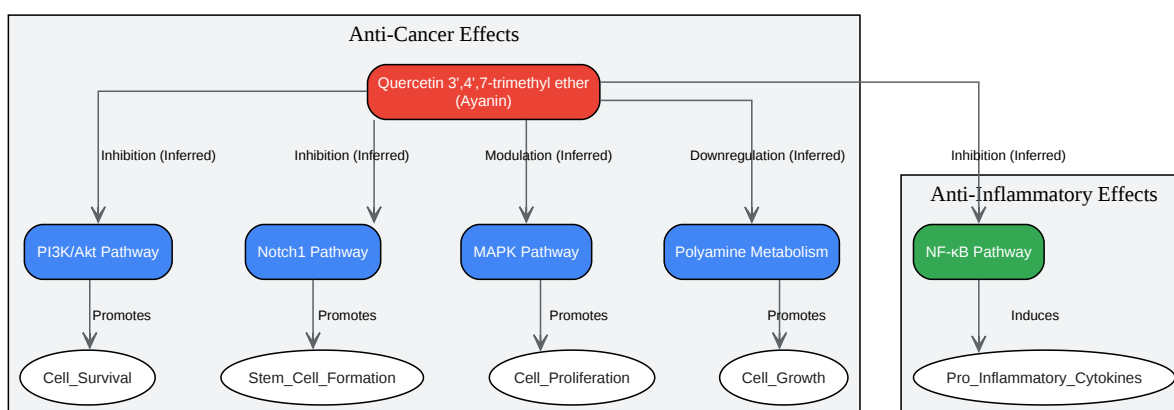 Anti-Cancer Effects
Quercetin 3',4',7-trimethyl ether
(Ayanin)
Inhibition (Inferred)
Inhibition (Inferred)
Modulation (Inferred)
Downregulation (Inferred)
Inhibition (Inferred)
Anti-Inflammatory Effects
PI3K/Akt Pathway
Notch1 Pathway
MAPK Pathway
Polyamine Metabolism
NF-κB Pathway
Promotes
Promotes
Promotes
Promotes
Induces
Cell_Survival
Stem_Cell_Formation
Cell_Proliferation
Cell_Growth
Pro_Inflammatory_Cytokines